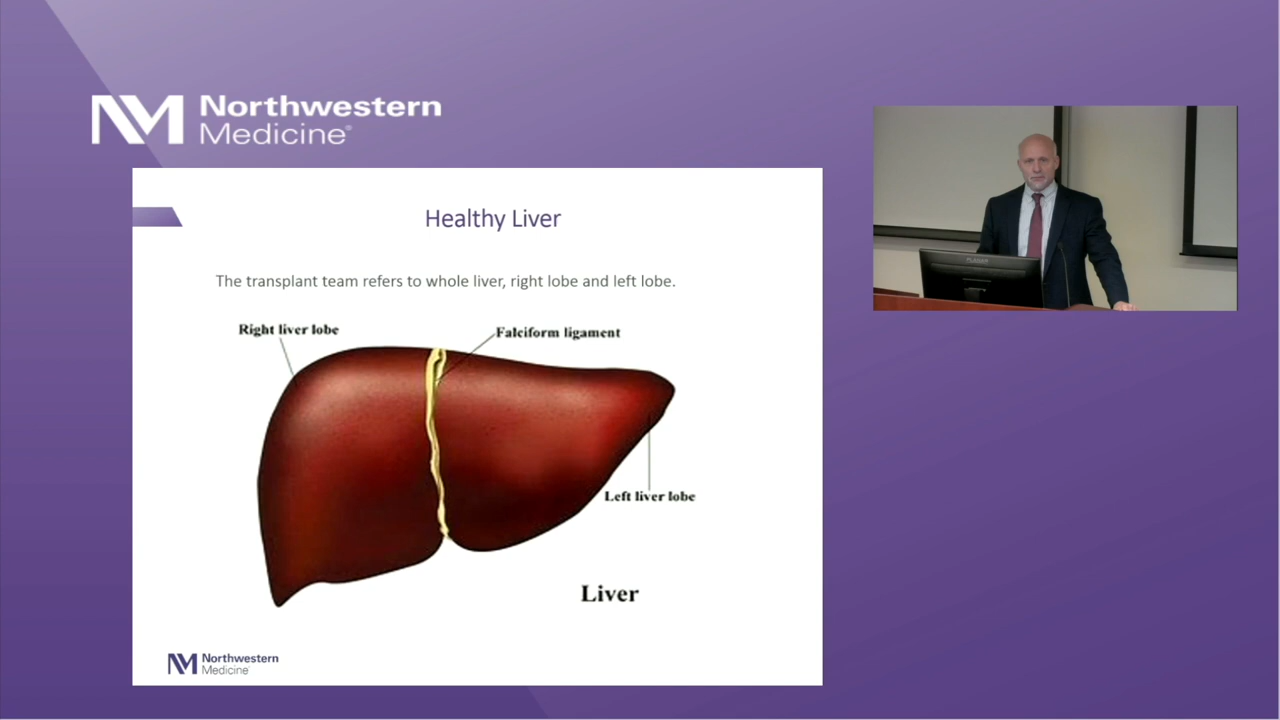 Northwestern
Medicine®
Healthy Liver
The transplant team refers to whole liver, right lobe and left lobe.
Right liver lobe
Falciform ligament
Left liver lobe
Liver
Northwestern
Medicine